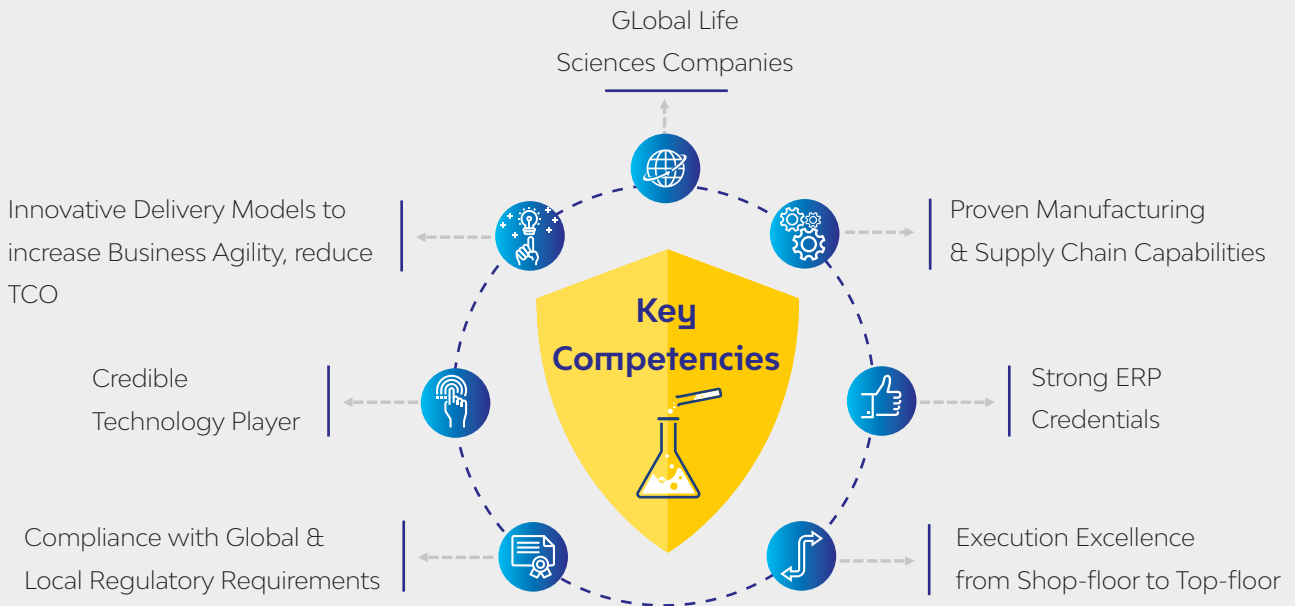 GLobal Life
Sciences Companies
Innovative Delivery Models to
increase Business Agility, reduce
TCO
Proven Manufacturing
& Supply Chain Capabilities
Key
Competencies
Credible
Technology Player
Strong ERP
Credentials
Compliance with Global &
Local Regulatory Requirements
Execution Excellence
from Shop-floor to Top-floor